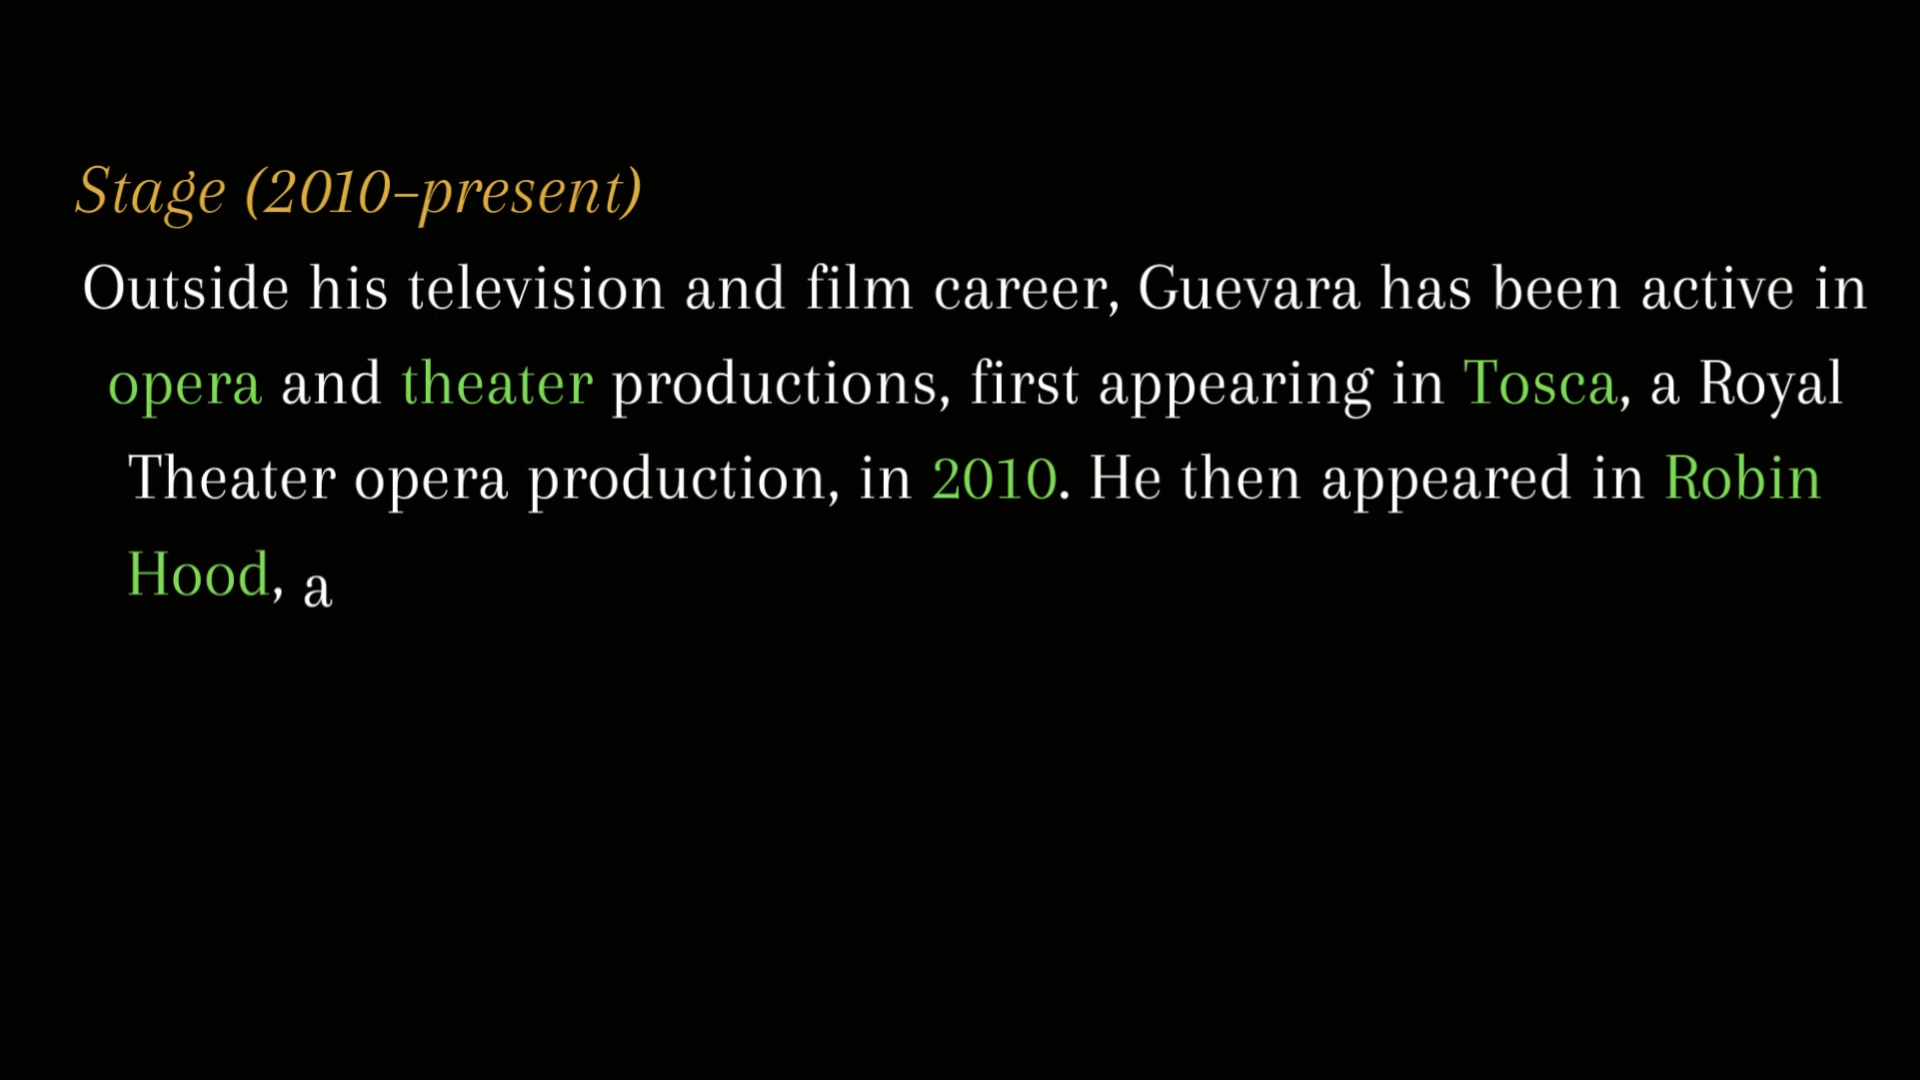 Stage (2010–present)
Outside his television and film career, Guevara has been active in
opera and theater productions, first appearing in Tosca, a Royal
Theater opera production, in 2010. He then appeared in Robin
Hood, a